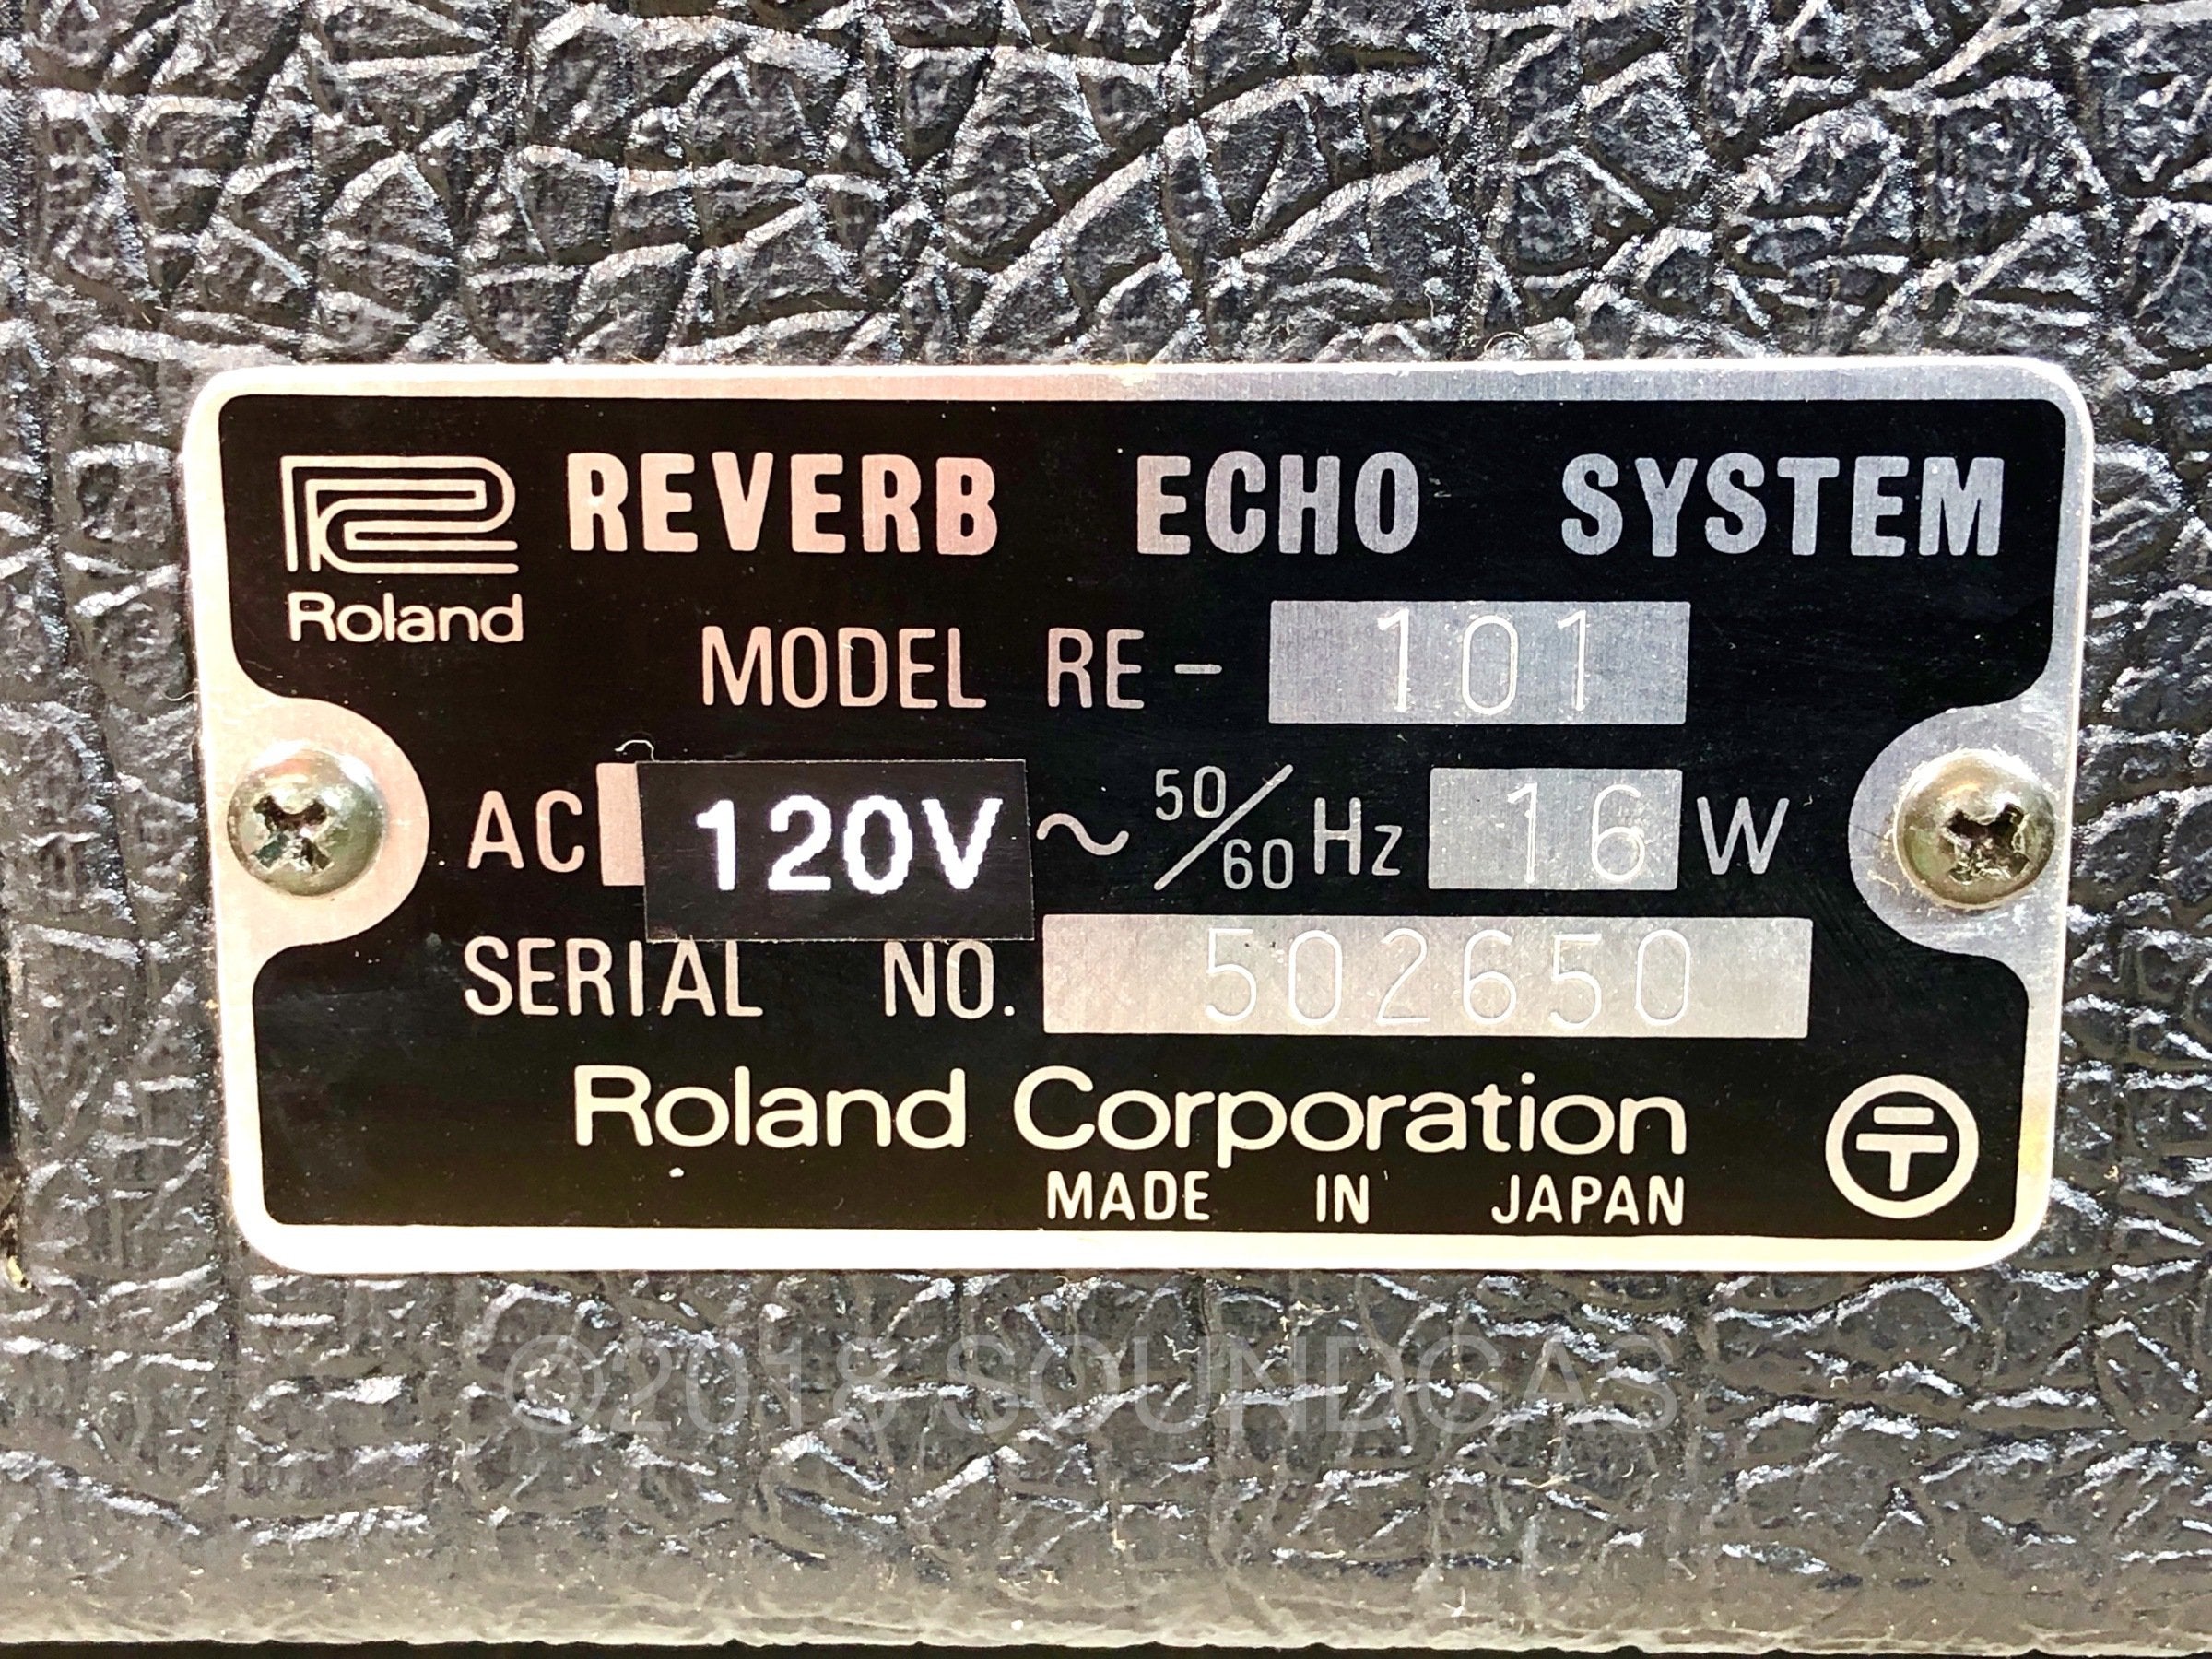 Roland
REVERB ECHO SYSTEM
MODEL RE-101
AC 120V ~ 50/60 Hz 16 W
SERIAL NO. 502650
Roland Corporation
MADE IN JAPAN
©2018 SOUNDGAS